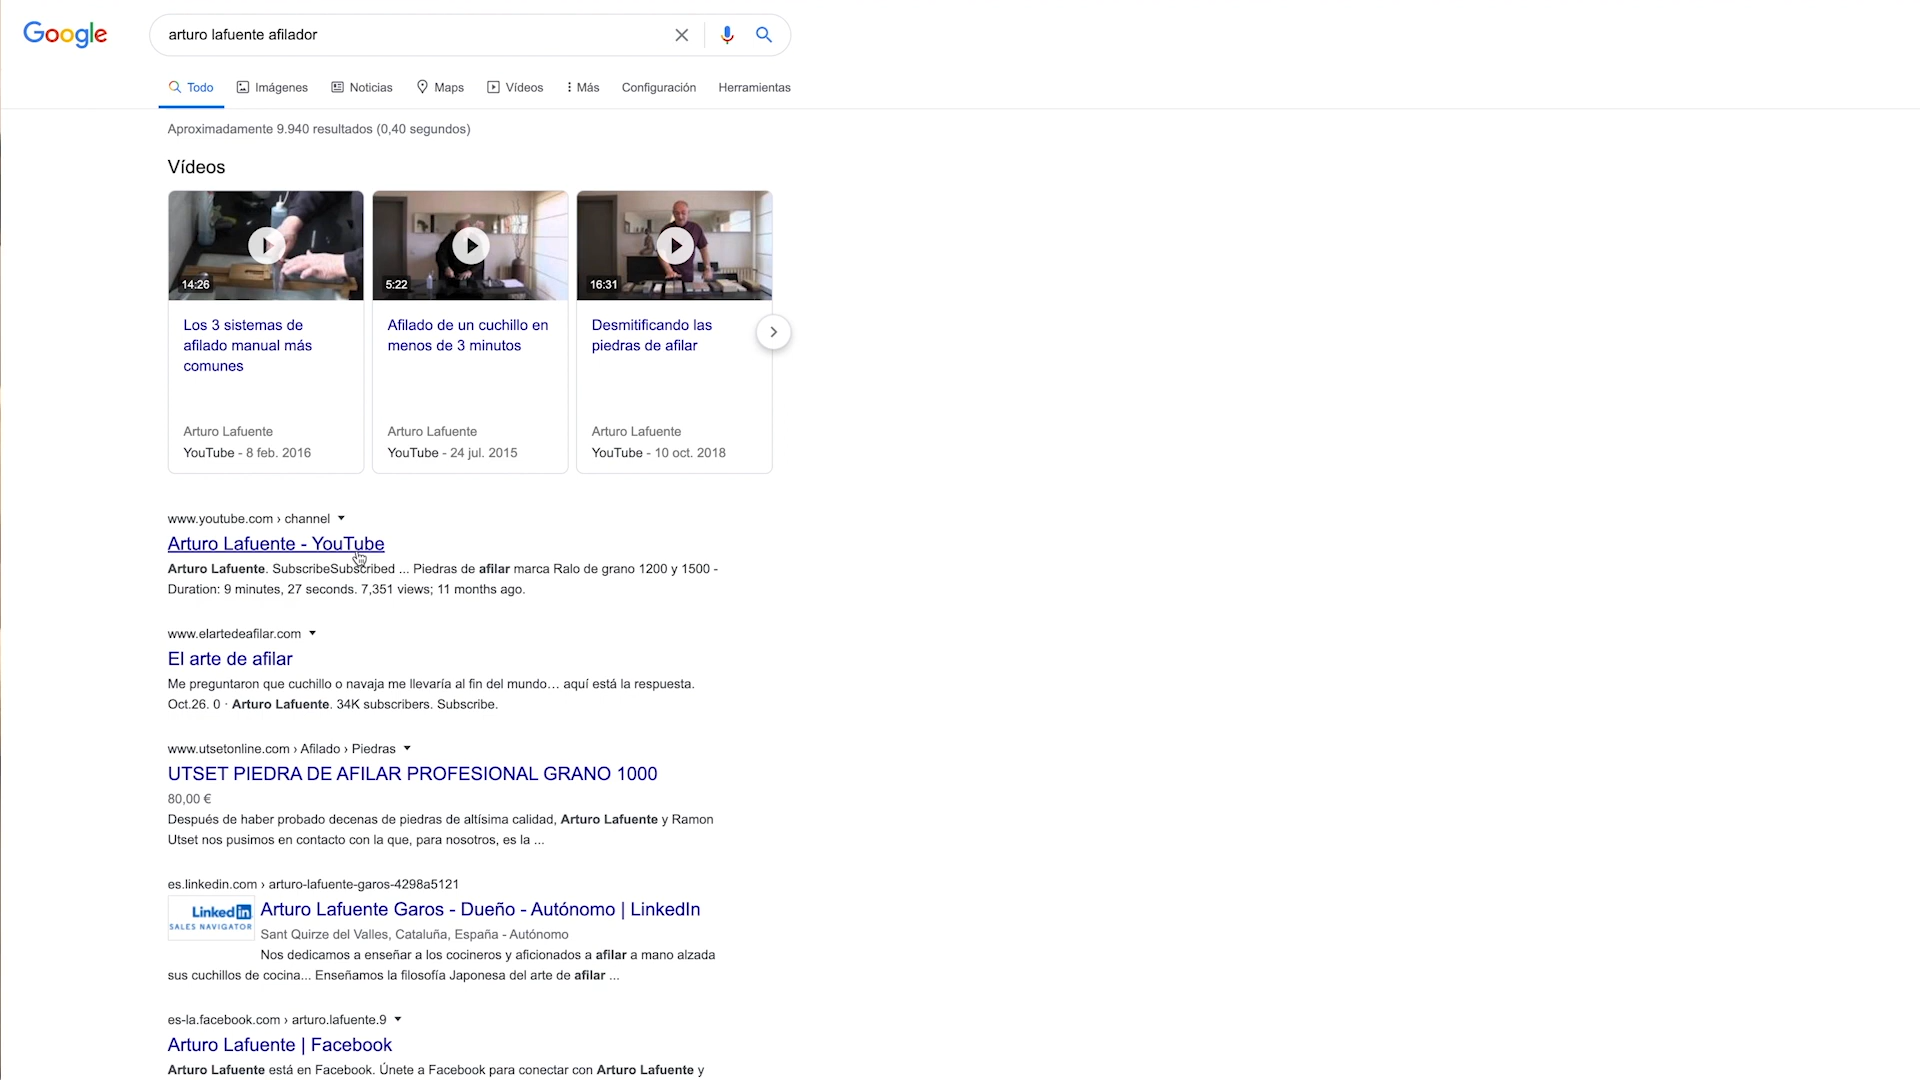 Google
arturo lafuente afilador
Todo
Imágenes
Noticias
Maps
Vídeos
Más
Configuración
Herramientas
Aproximadamente 9.940 resultados (0,40 segundos)
Vídeos
14:26
Los 3 sistemas de
afilado manual más
comunes
Arturo Lafuente
YouTube - 8 feb. 2016
5:22
Afilado de un cuchillo en
menos de 3 minutos
Arturo Lafuente
YouTube - 24 jul. 2015
16:31
Desmitificando las
piedras de afilar
Arturo Lafuente
YouTube - 10 oct. 2018
www.youtube.com › channel
Arturo Lafuente - YouTube
Arturo Lafuente. SubscribeSubscribed ... Piedras de afilar marca Ralo de grano 1200 y 1500 -
Duration: 9 minutes, 27 seconds. 7,351 views; 11 months ago.
www.elartedeafilar.com
El arte de afilar
Me preguntaron que cuchillo o navaja me llevaría al fin del mundo… aquí está la respuesta.
Oct.26. 0 · Arturo Lafuente. 34K subscribers. Subscribe.
www.utsetonline.com › Afilado › Piedras
UTSET PIEDRA DE AFILAR PROFESIONAL GRANO 1000
80,00 €
Después de haber probado decenas de piedras de altísima calidad, Arturo Lafuente y Ramon
Utset nos pusimos en contacto con la que, para nosotros, es la ...
es.linkedin.com › arturo-lafuente-garos-4298a5121
Linkedin
SALES NAVIGATOR
Arturo Lafuente Garos - Dueño - Autónomo | LinkedIn
Sant Quirze del Valles, Cataluña, España - Autónomo
Nos dedicamos a enseñar a los cocineros y aficionados a afilar a mano alzada
sus cuchillos de cocina... Enseñamos la filosofía Japonesa del arte de afilar ...
es-la.facebook.com › arturo.lafuente.9
Arturo Lafuente | Facebook
Arturo Lafuente está en Facebook. Únete a Facebook para conectar con Arturo Lafuente y